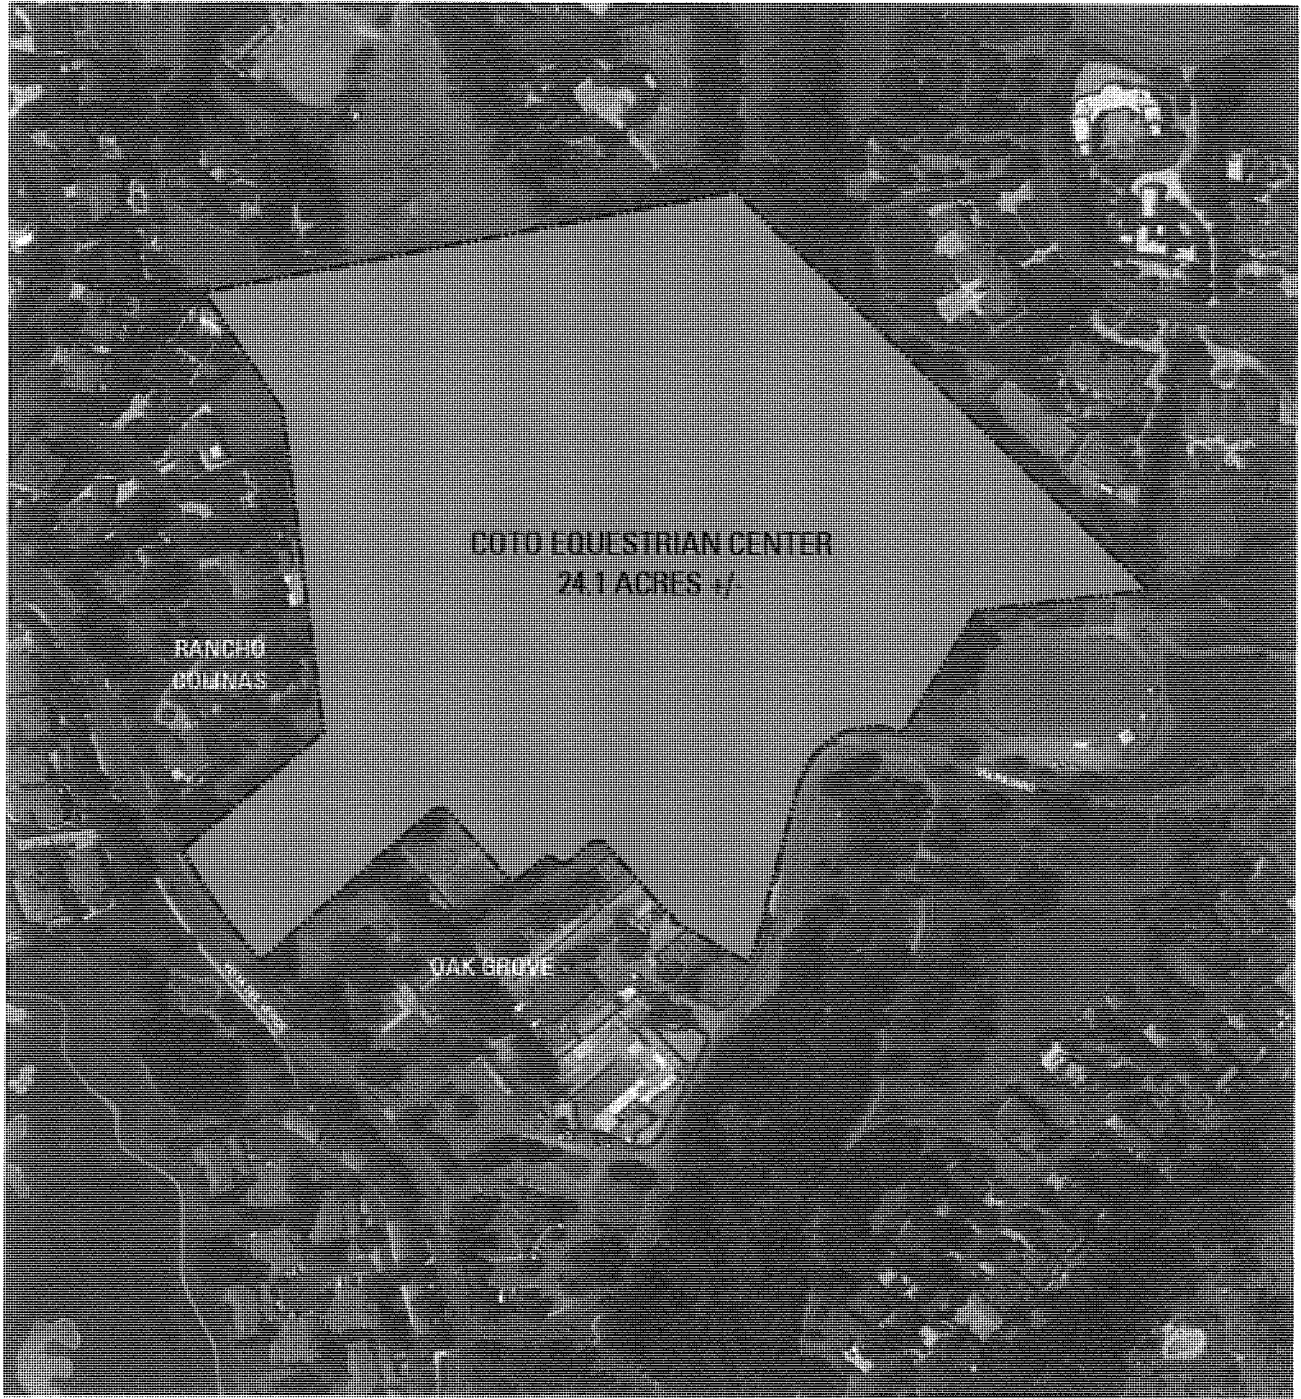 COTO EQUESTRIAN CENTER
24.1 ACRES +/-
RANCHO
COLINAS
OAK GROVE